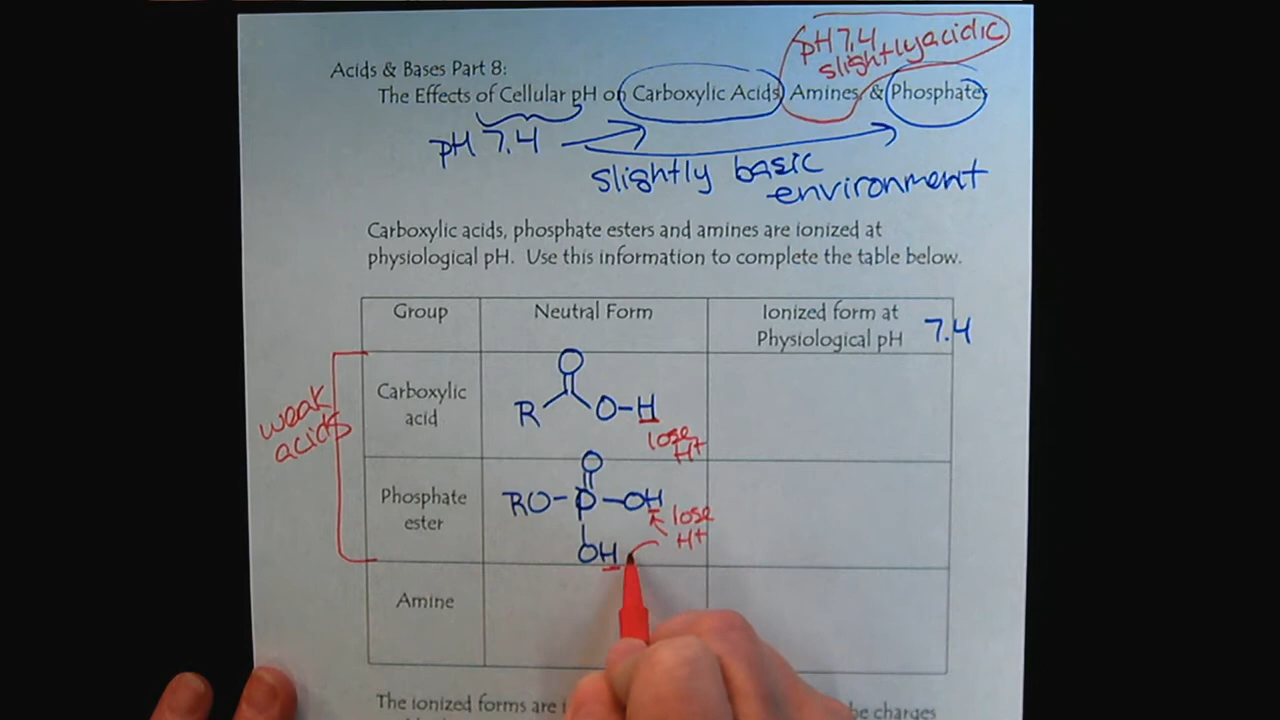 pH 7.4
slightly acidic
Acids & Bases Part 8:
The Effects of Cellular pH on Carboxylic Acids, Amines, & Phosphates
pH 7.4
slightly basic
environment
Carboxylic acids, phosphate esters and amines are ionized at
physiological pH. Use this information to complete the table below.
Group
Neutral Form
Ionized form at
Physiological pH
7.4
weak
acids
Carboxylic
acid
O
R
O-H
lose
H+
Phosphate
ester
O
RO-P-OH
OH
lose
H+
Amine
The ionized forms are
be charges